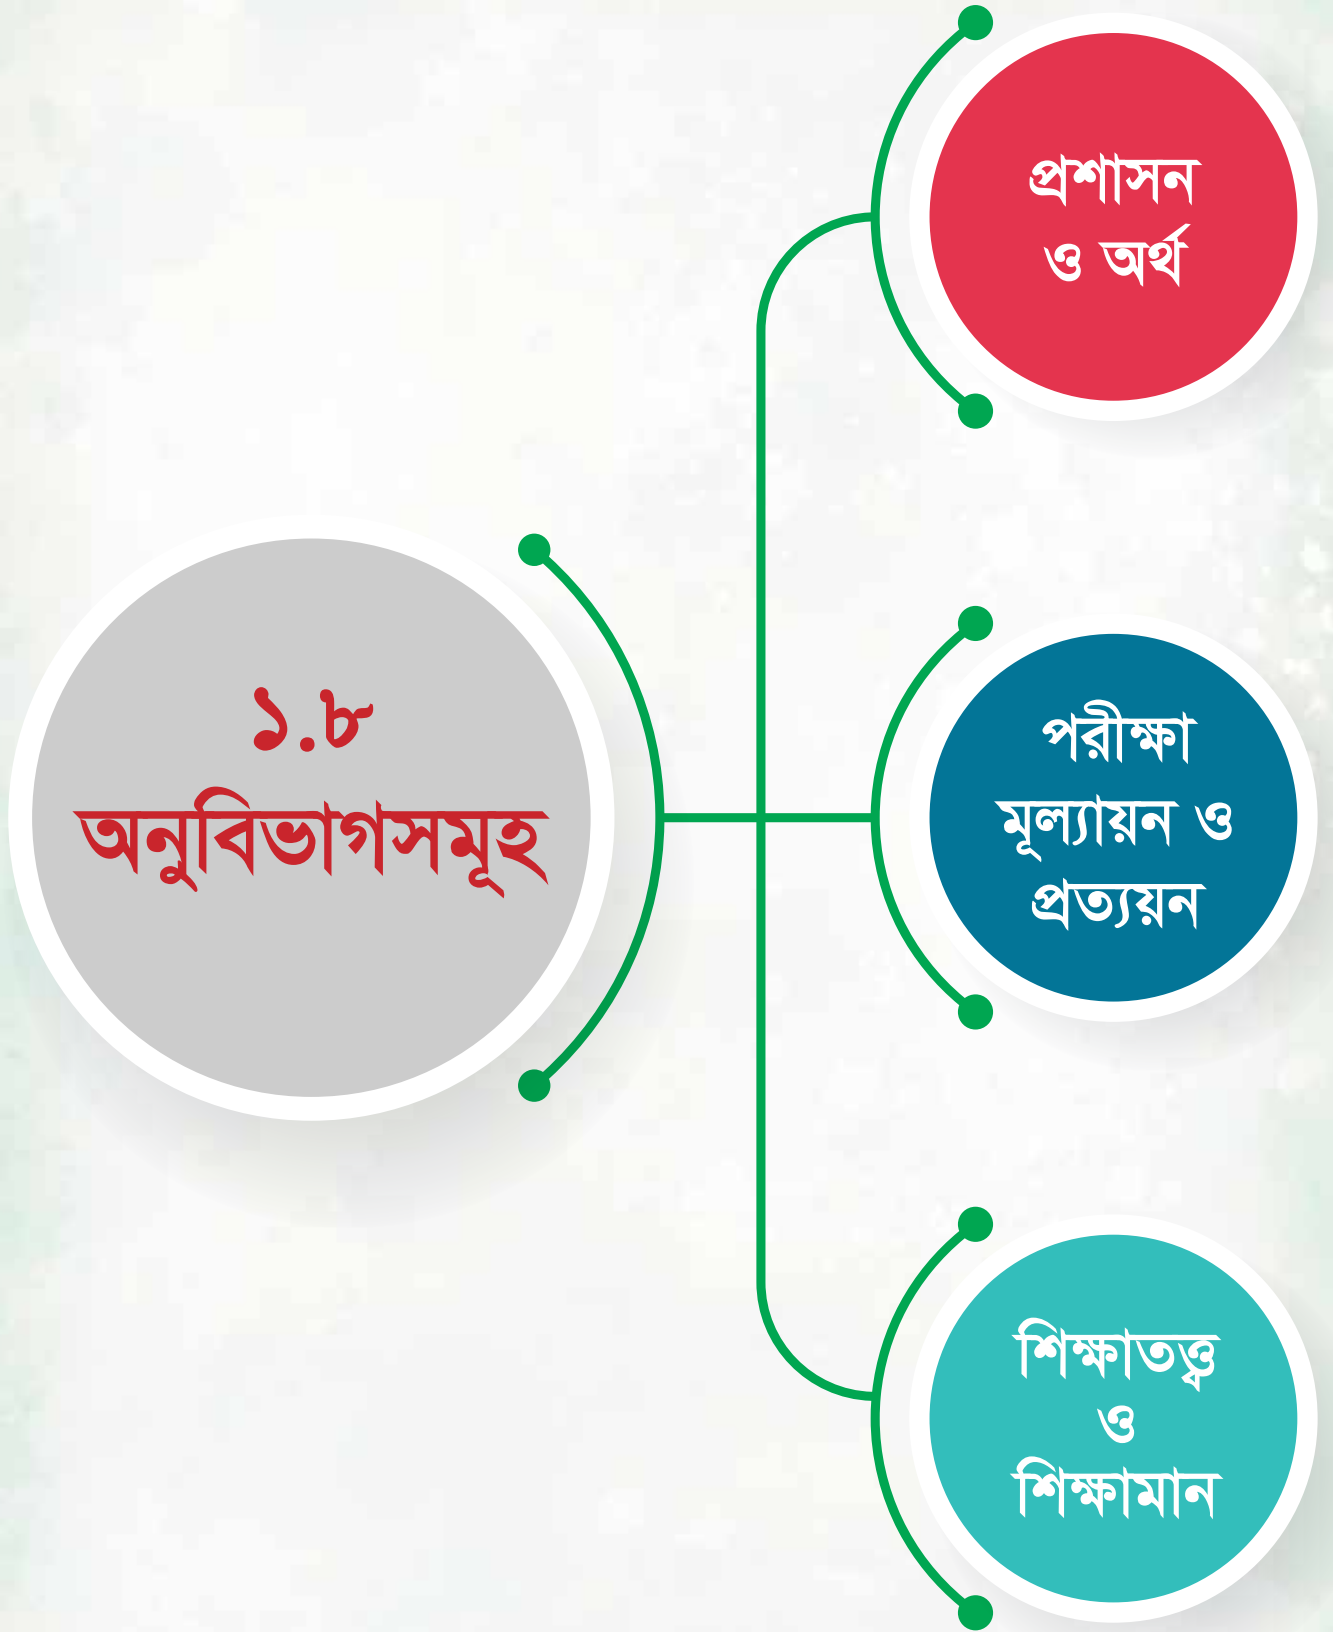 ১.৮
অনুবিভাগসমূহ
প্রশাসন
ও অর্থ
পরীক্ষা
মূল্যায়ন ও
প্রত্যয়ন
শিক্ষাতত্ত্ব
ও
শিক্ষামান